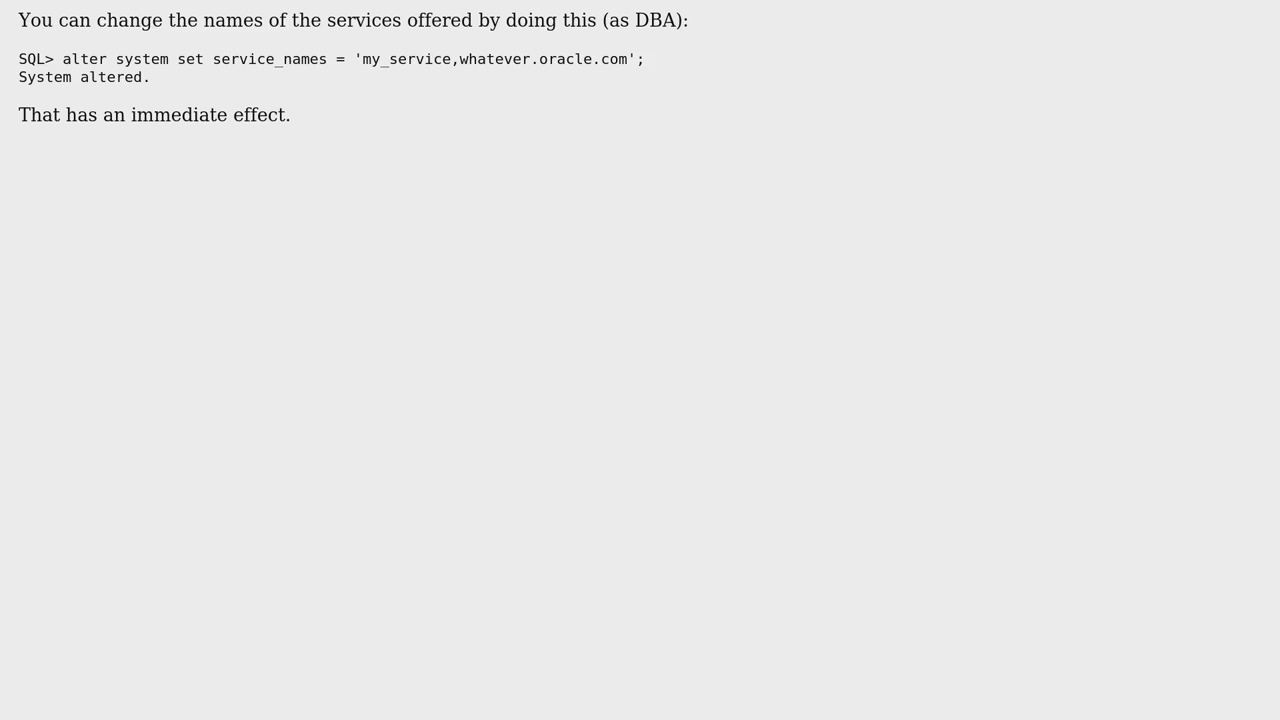 You can change the names of the services offered by doing this (as DBA):
SQL> alter system set service_names = 'my_service,whatever.oracle.com';
System altered.
That has an immediate effect.